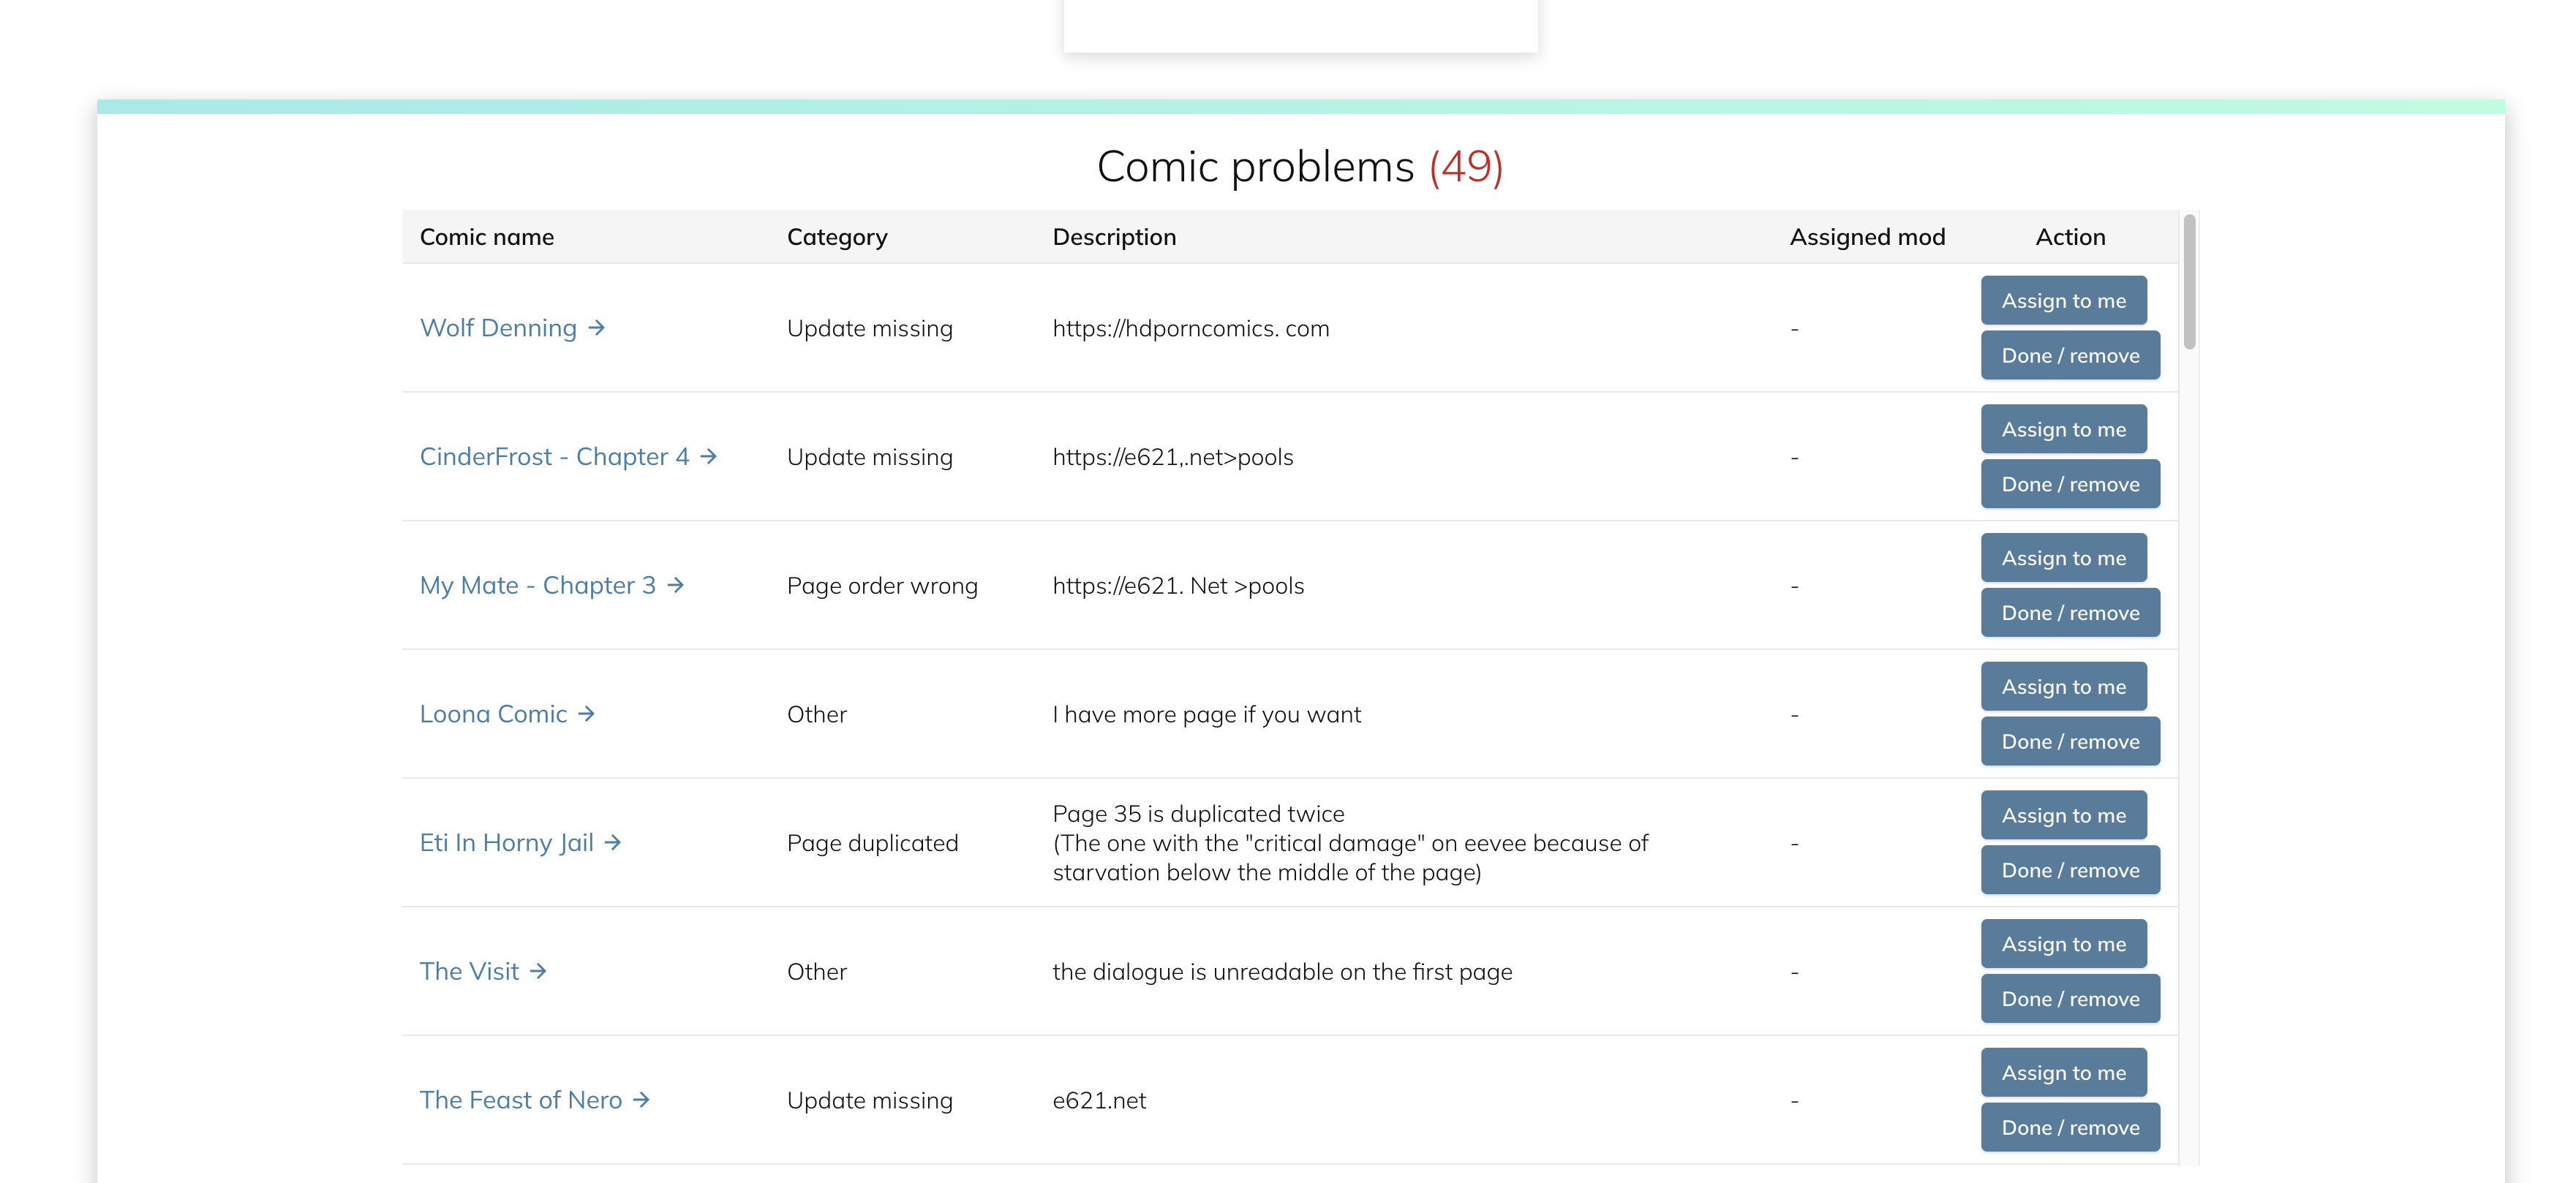 Comic problems (49)
Comic name Category Description Assigned mod Action
Wolf Denning → Update missing https://hdporncomics. com - Assign to me
Done / remove
CinderFrost - Chapter 4 → Update missing https://e621,.net>pools - Assign to me
Done / remove
My Mate - Chapter 3 → Page order wrong https://e621. Net >pools - Assign to me
Done / remove
Loona Comic → Other I have more page if you want - Assign to me
Done / remove
Eti In Horny Jail → Page duplicated Page 35 is duplicated twice
(The one with the "critical damage" on eevee because of
starvation below the middle of the page) - Assign to me
Done / remove
The Visit → Other the dialogue is unreadable on the first page - Assign to me
Done / remove
The Feast of Nero → Update missing e621.net - Assign to me
Done / remove